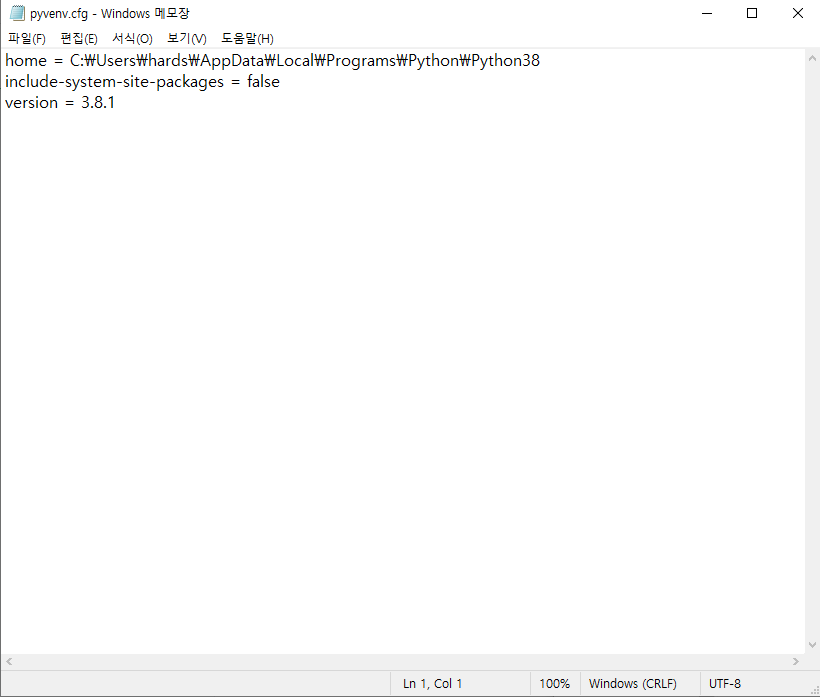 pyvenv.cfg - Windows 메모장
파일(F) 편집(E) 서식(O) 보기(V) 도움말(H)
home = C:₩Users₩hards₩AppData₩Local₩Programs₩Python₩Python38
include-system-site-packages = false
version = 3.8.1
Ln 1, Col 1 100% Windows (CRLF) UTF-8